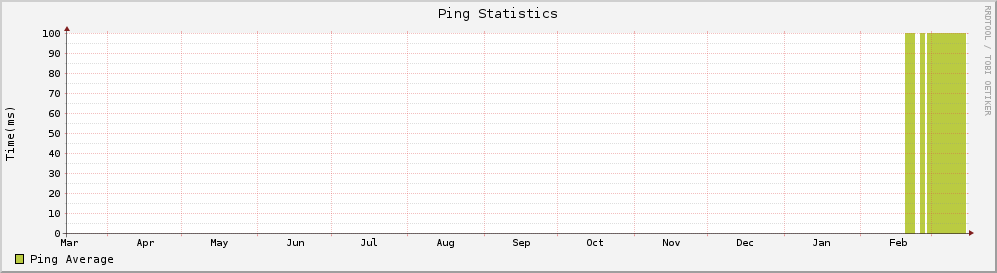 Ping Statistics
RRDTOOL / TOBI OETIKER
Time(ms)
100
90
80
70
60
50
40
30
20
10
0
Mar Apr May Jun Jul Aug Sep Oct Nov Dec Jan Feb
Ping Average